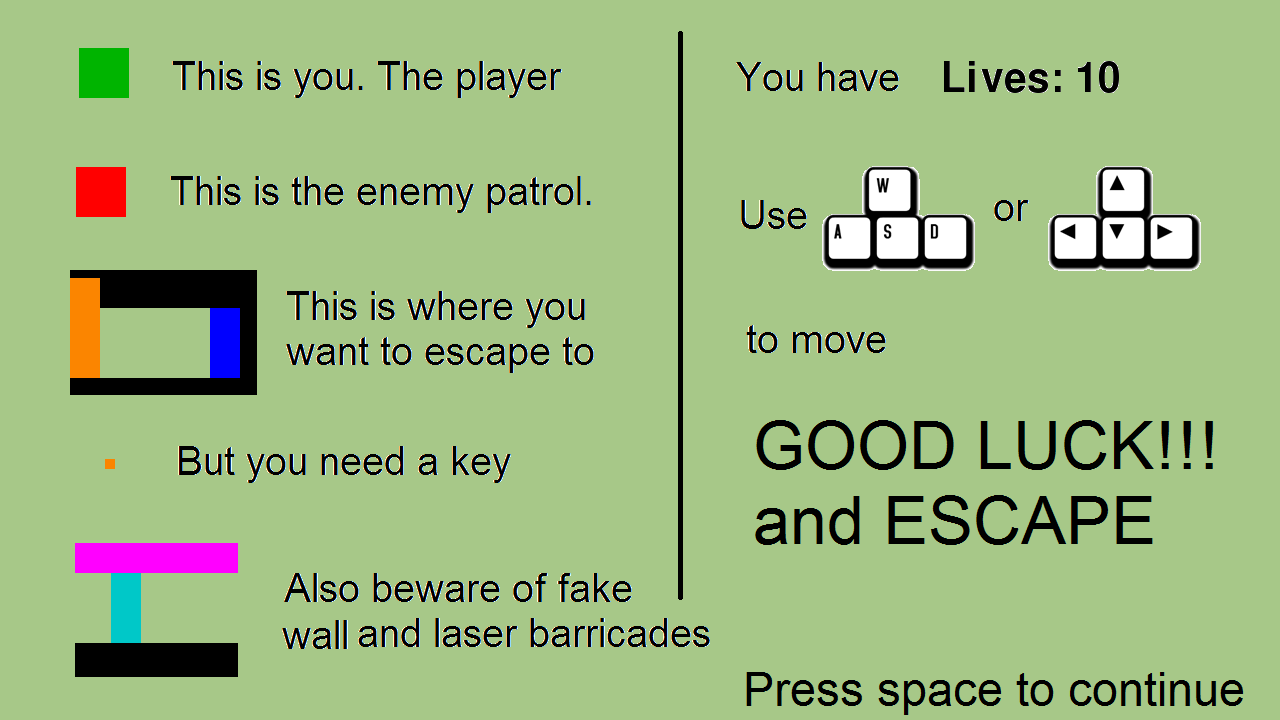 This is you. The player
This is the enemy patrol.
This is where you
want to escape to
But you need a key
Also beware of fake
wall and laser barricades
You have Lives: 10
W
Use A S D or
to move
GOOD LUCK!!!
and ESCAPE
Press space to continue